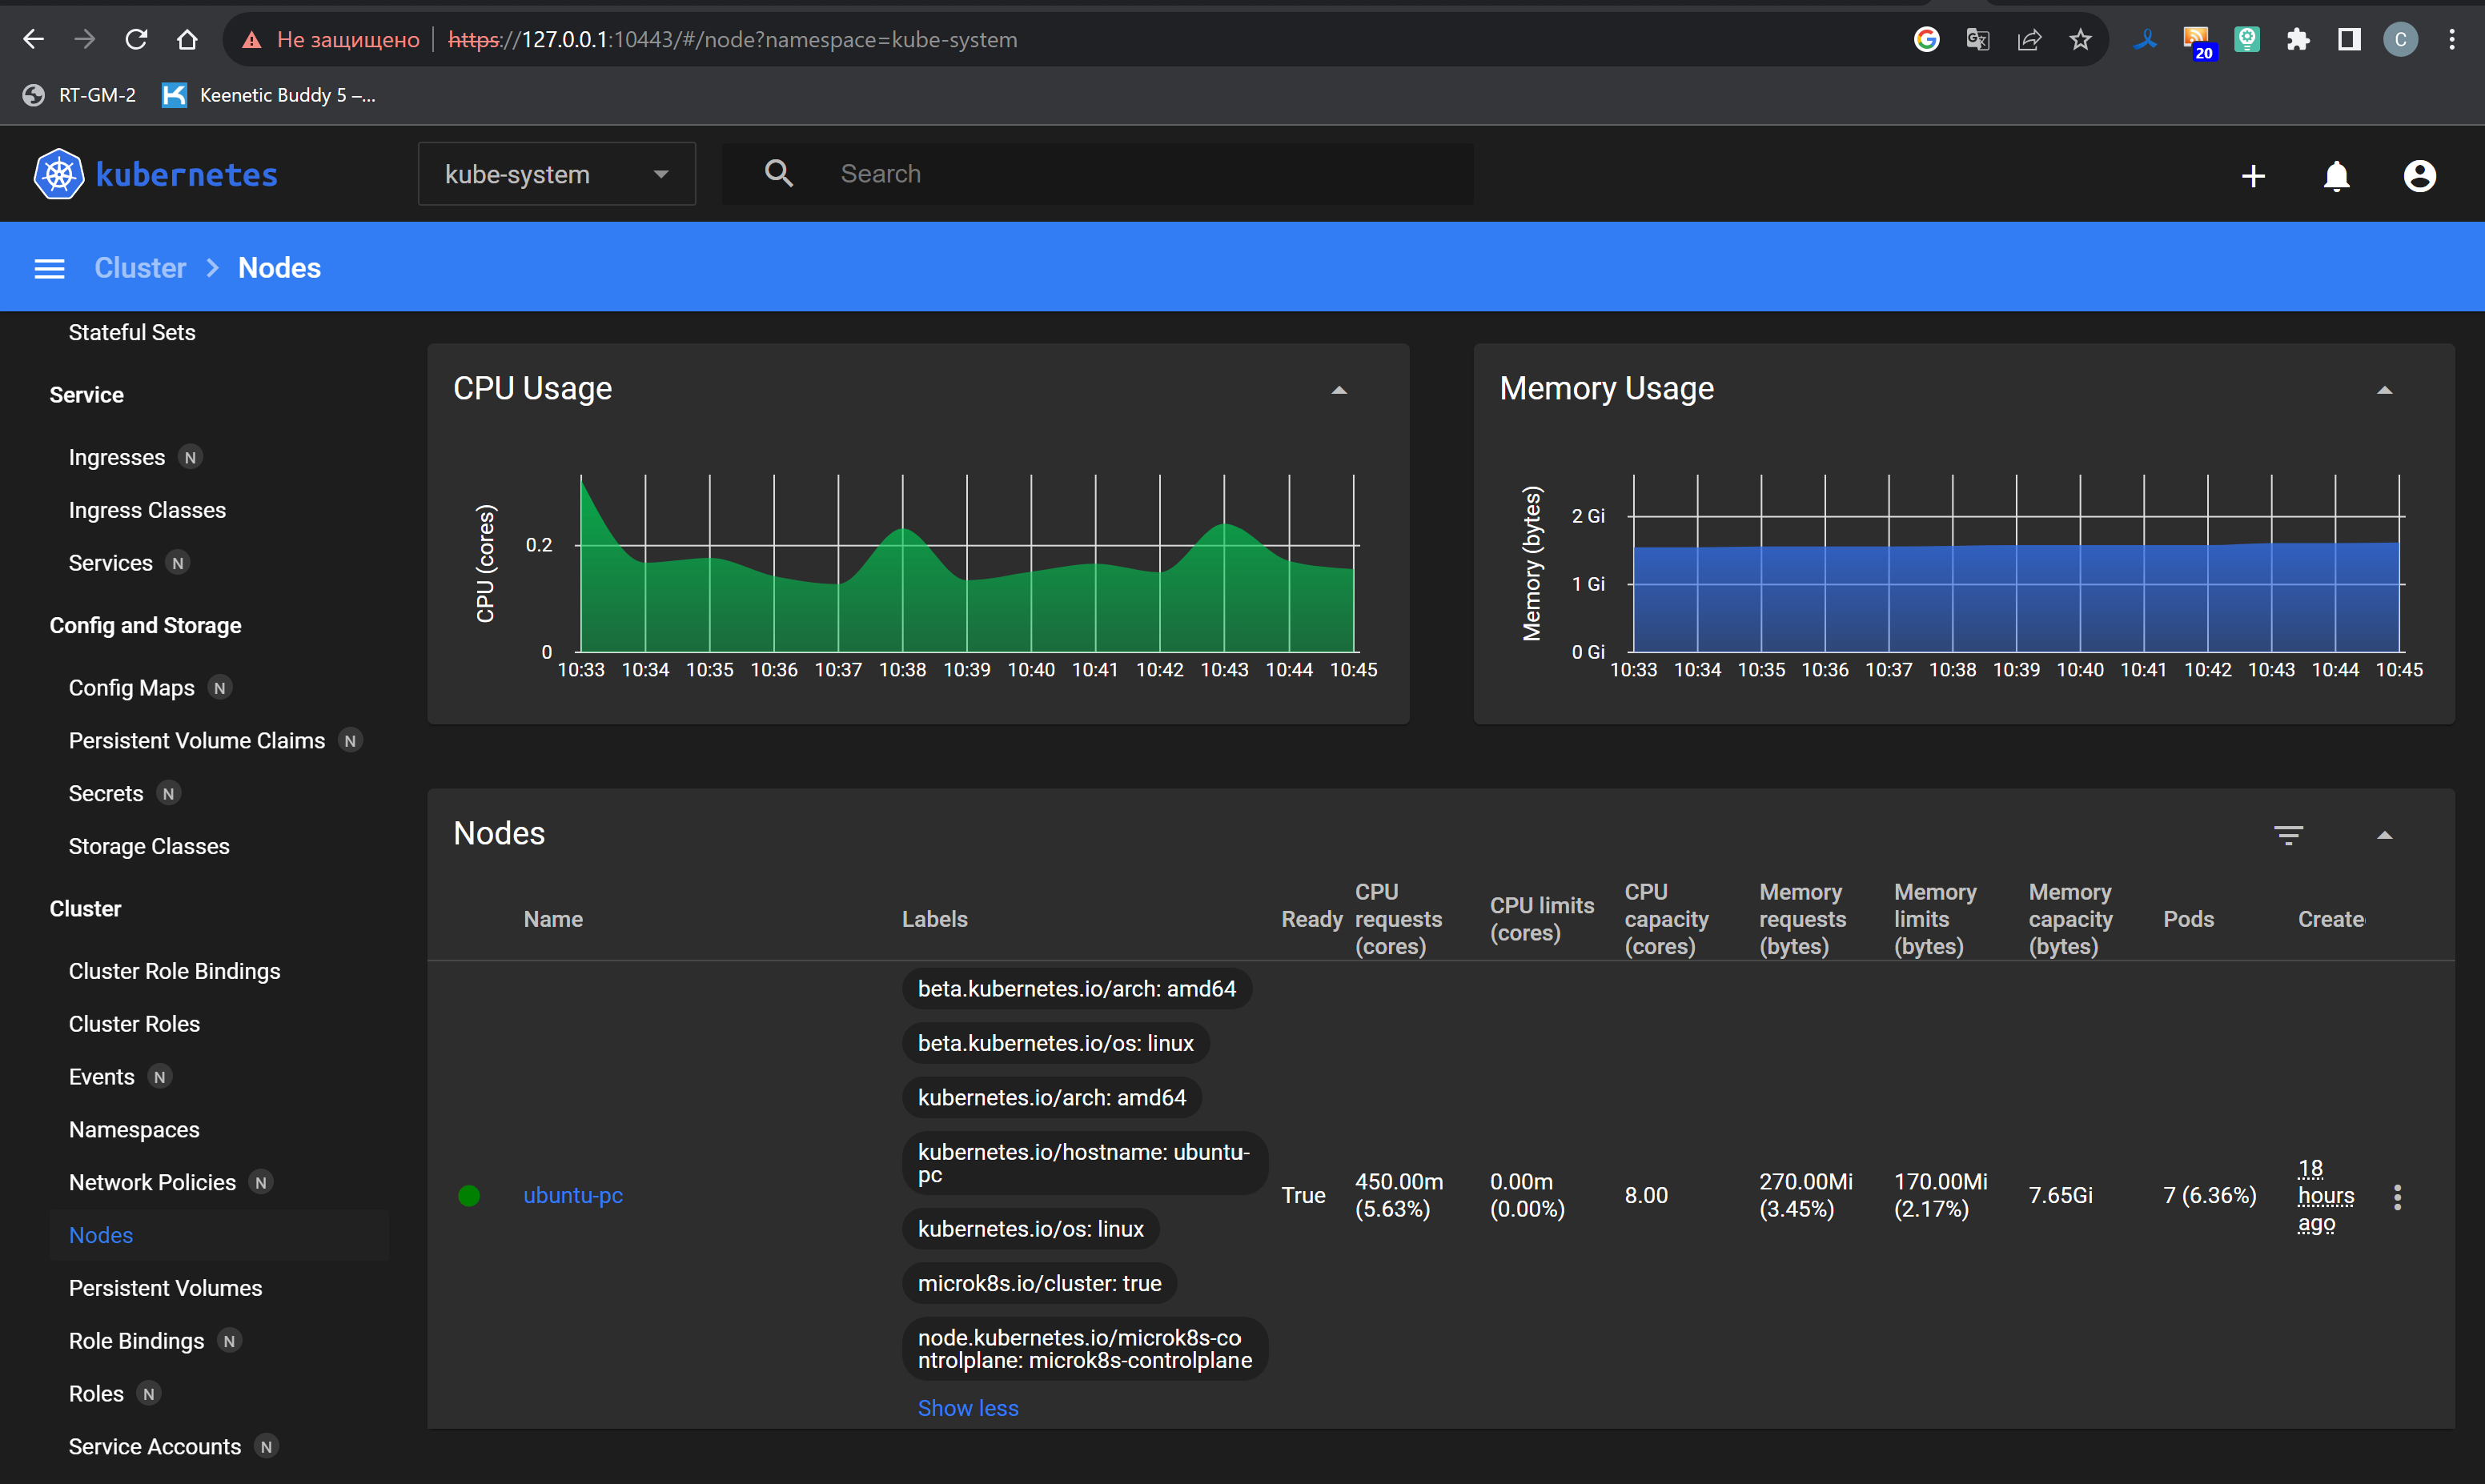 Не защищено https://127.0.0.1:10443/#/node?namespace=kube-system
20
C
RT-GM-2
Keenetic Buddy 5 –...
kubernetes
kube-system
Search
Cluster
Nodes
Stateful Sets
Service
Ingresses N
Ingress Classes
Services N
Config and Storage
Config Maps N
Persistent Volume Claims N
Secrets N
Storage Classes
Cluster
Cluster Role Bindings
Cluster Roles
Events N
Namespaces
Network Policies N
Nodes
Persistent Volumes
Role Bindings N
Roles N
Service Accounts N
CPU Usage
CPU (cores)
0.2
0
10:33 10:34 10:35 10:36 10:37 10:38 10:39 10:40 10:41 10:42 10:43 10:44 10:45
Memory Usage
Memory (bytes)
2 Gi
1 Gi
0 Gi
10:33 10:34 10:35 10:36 10:37 10:38 10:39 10:40 10:41 10:42 10:43 10:44 10:45
Nodes
Name
Labels
Ready
CPU
requests
(cores)
CPU limits
(cores)
CPU
capacity
(cores)
Memory
requests
(bytes)
Memory
limits
(bytes)
Memory
capacity
(bytes)
Pods
Create
ubuntu-pc
beta.kubernetes.io/arch: amd64
beta.kubernetes.io/os: linux
kubernetes.io/arch: amd64
kubernetes.io/hostname: ubuntu-
pc
kubernetes.io/os: linux
microk8s.io/cluster: true
node.kubernetes.io/microk8s-co
ntrolplane: microk8s-controlplane
Show less
True
450.00m
(5.63%)
0.00m
(0.00%)
8.00
270.00Mi
(3.45%)
170.00Mi
(2.17%)
7.65Gi
7 (6.36%)
18
hours
ago